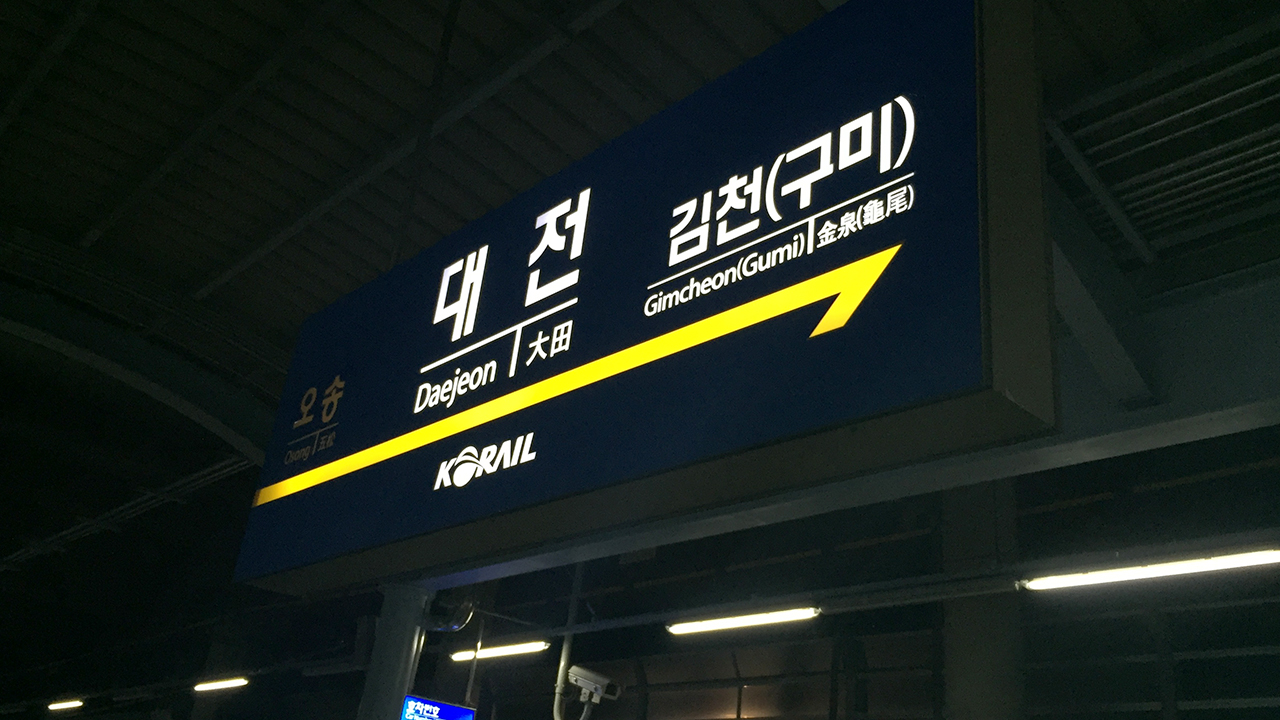 오송
Osong 五松
대전
Daejeon 大田
김천(구미)
Gimcheon(Gumi) 金泉(龜尾)
KORAIL